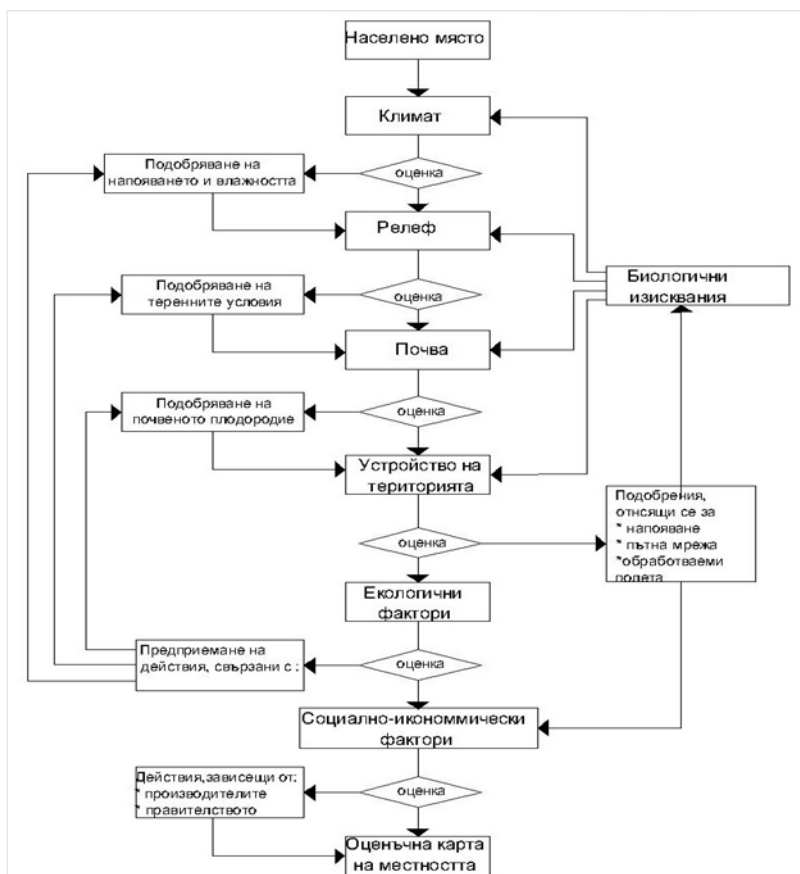 Населено място
Климат
оценка
Подобряване на
напояването и влажността
Релеф
Биологични
изисквания
оценка
Подобряване на
теренните условия
Почва
оценка
Подобряване на
почвеното плодородие
Устройство на
територията
Подобрения,
отнсящи се за
* напояване
* пътна мрежа
*обработваеми
полета
оценка
Екологични
фактори
Предприемане на
действия, свързани с :
оценка
Социално-икономмически
фактори
Действия,зависещи от:
* производителите
* правителството
оценка
Оценъчна карта
на местността